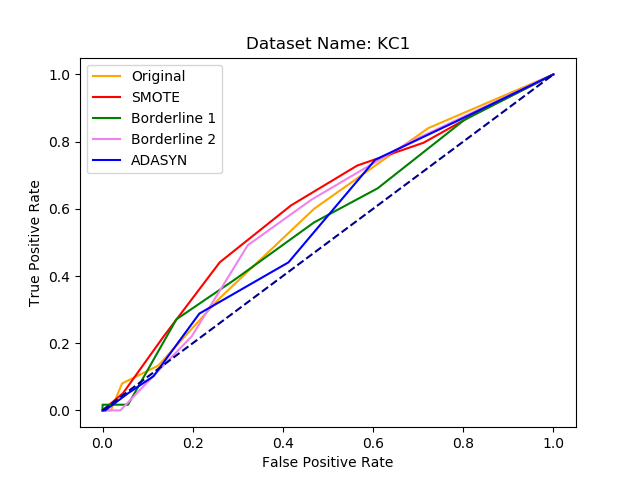 Dataset Name: KC1
True Positive Rate
1.0
0.8
0.6
0.4
0.2
0.0
Original
SMOTE
Borderline 1
Borderline 2
ADASYN
0.0 0.2 0.4 0.6 0.8 1.0
False Positive Rate